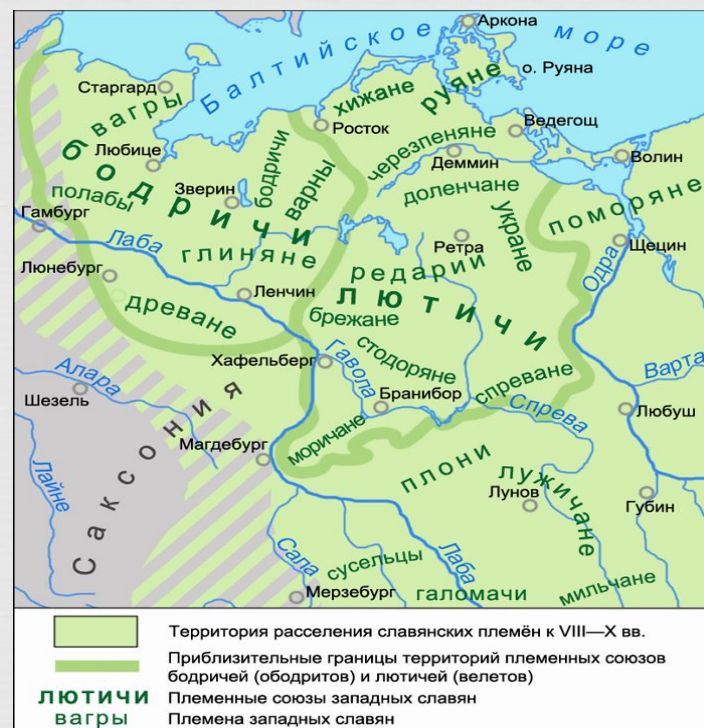 Аркона
Балтийское море
о. Руяна
Старгард
хижане
руяне
вагры
Росток
Ведегощ
черезпеняне
Любице
бодричи
Деммин
Волин
бодричи
варны
полабы
Зверин
доленчане
поморяне
Гамбург
укране
Лаба
глиняне
Ретра
Щецин
Люнебург
редарии
Одра
Ленчин
лютичи
древане
брежане
Хафельберг
стодоряне
Гавола
Варта
Алара
спреване
Шезель
Бранибор
Спрева
Любуш
Саксония
Магдебург
моричане
плони
лужичане
Лайне
Лунов
Губин
Сала
Лаба
сусельцы
мильчане
Мерзебург
галомачи
Территория расселения славянских племён к VIII—X вв.
Приблизительные границы территорий племенных союзов
бодричей (ободритов) и лютичей (велетов)
лютичи Племенные союзы западных славян
вагры Племена западных славян